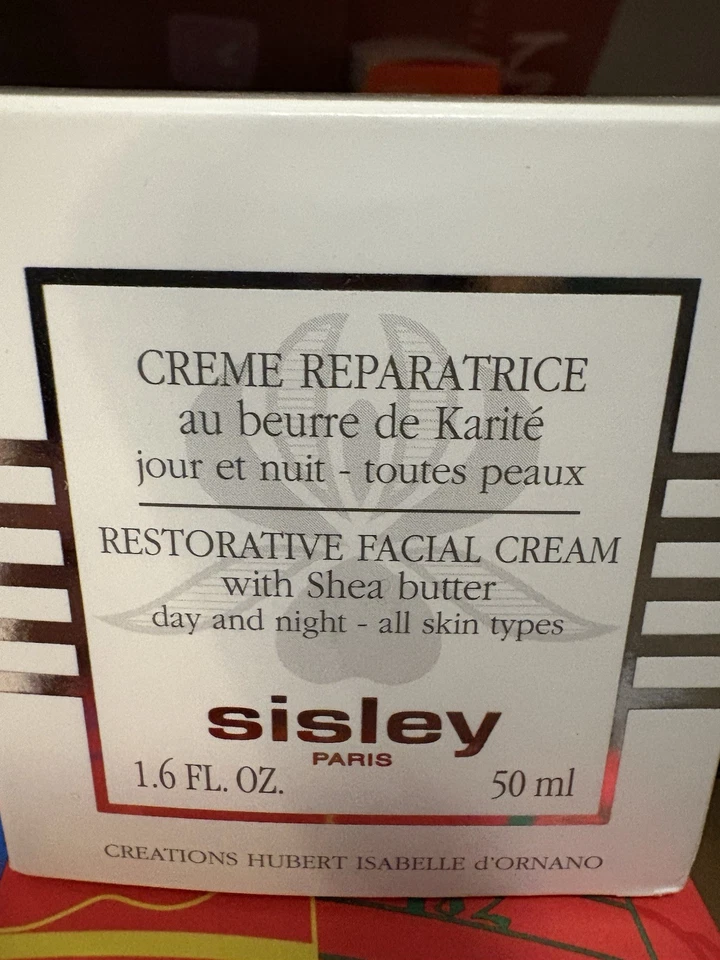 CREME REPARATRICE
au beurre de Karité
jour et nuit - toutes peaux
RESTORATIVE FACIAL CREAM
with Shea butter
day and night - all skin types
sisley
PARIS
1.6 FL. OZ. 50 ml
CREATIONS HUBERT ISABELLE d'ORNANO